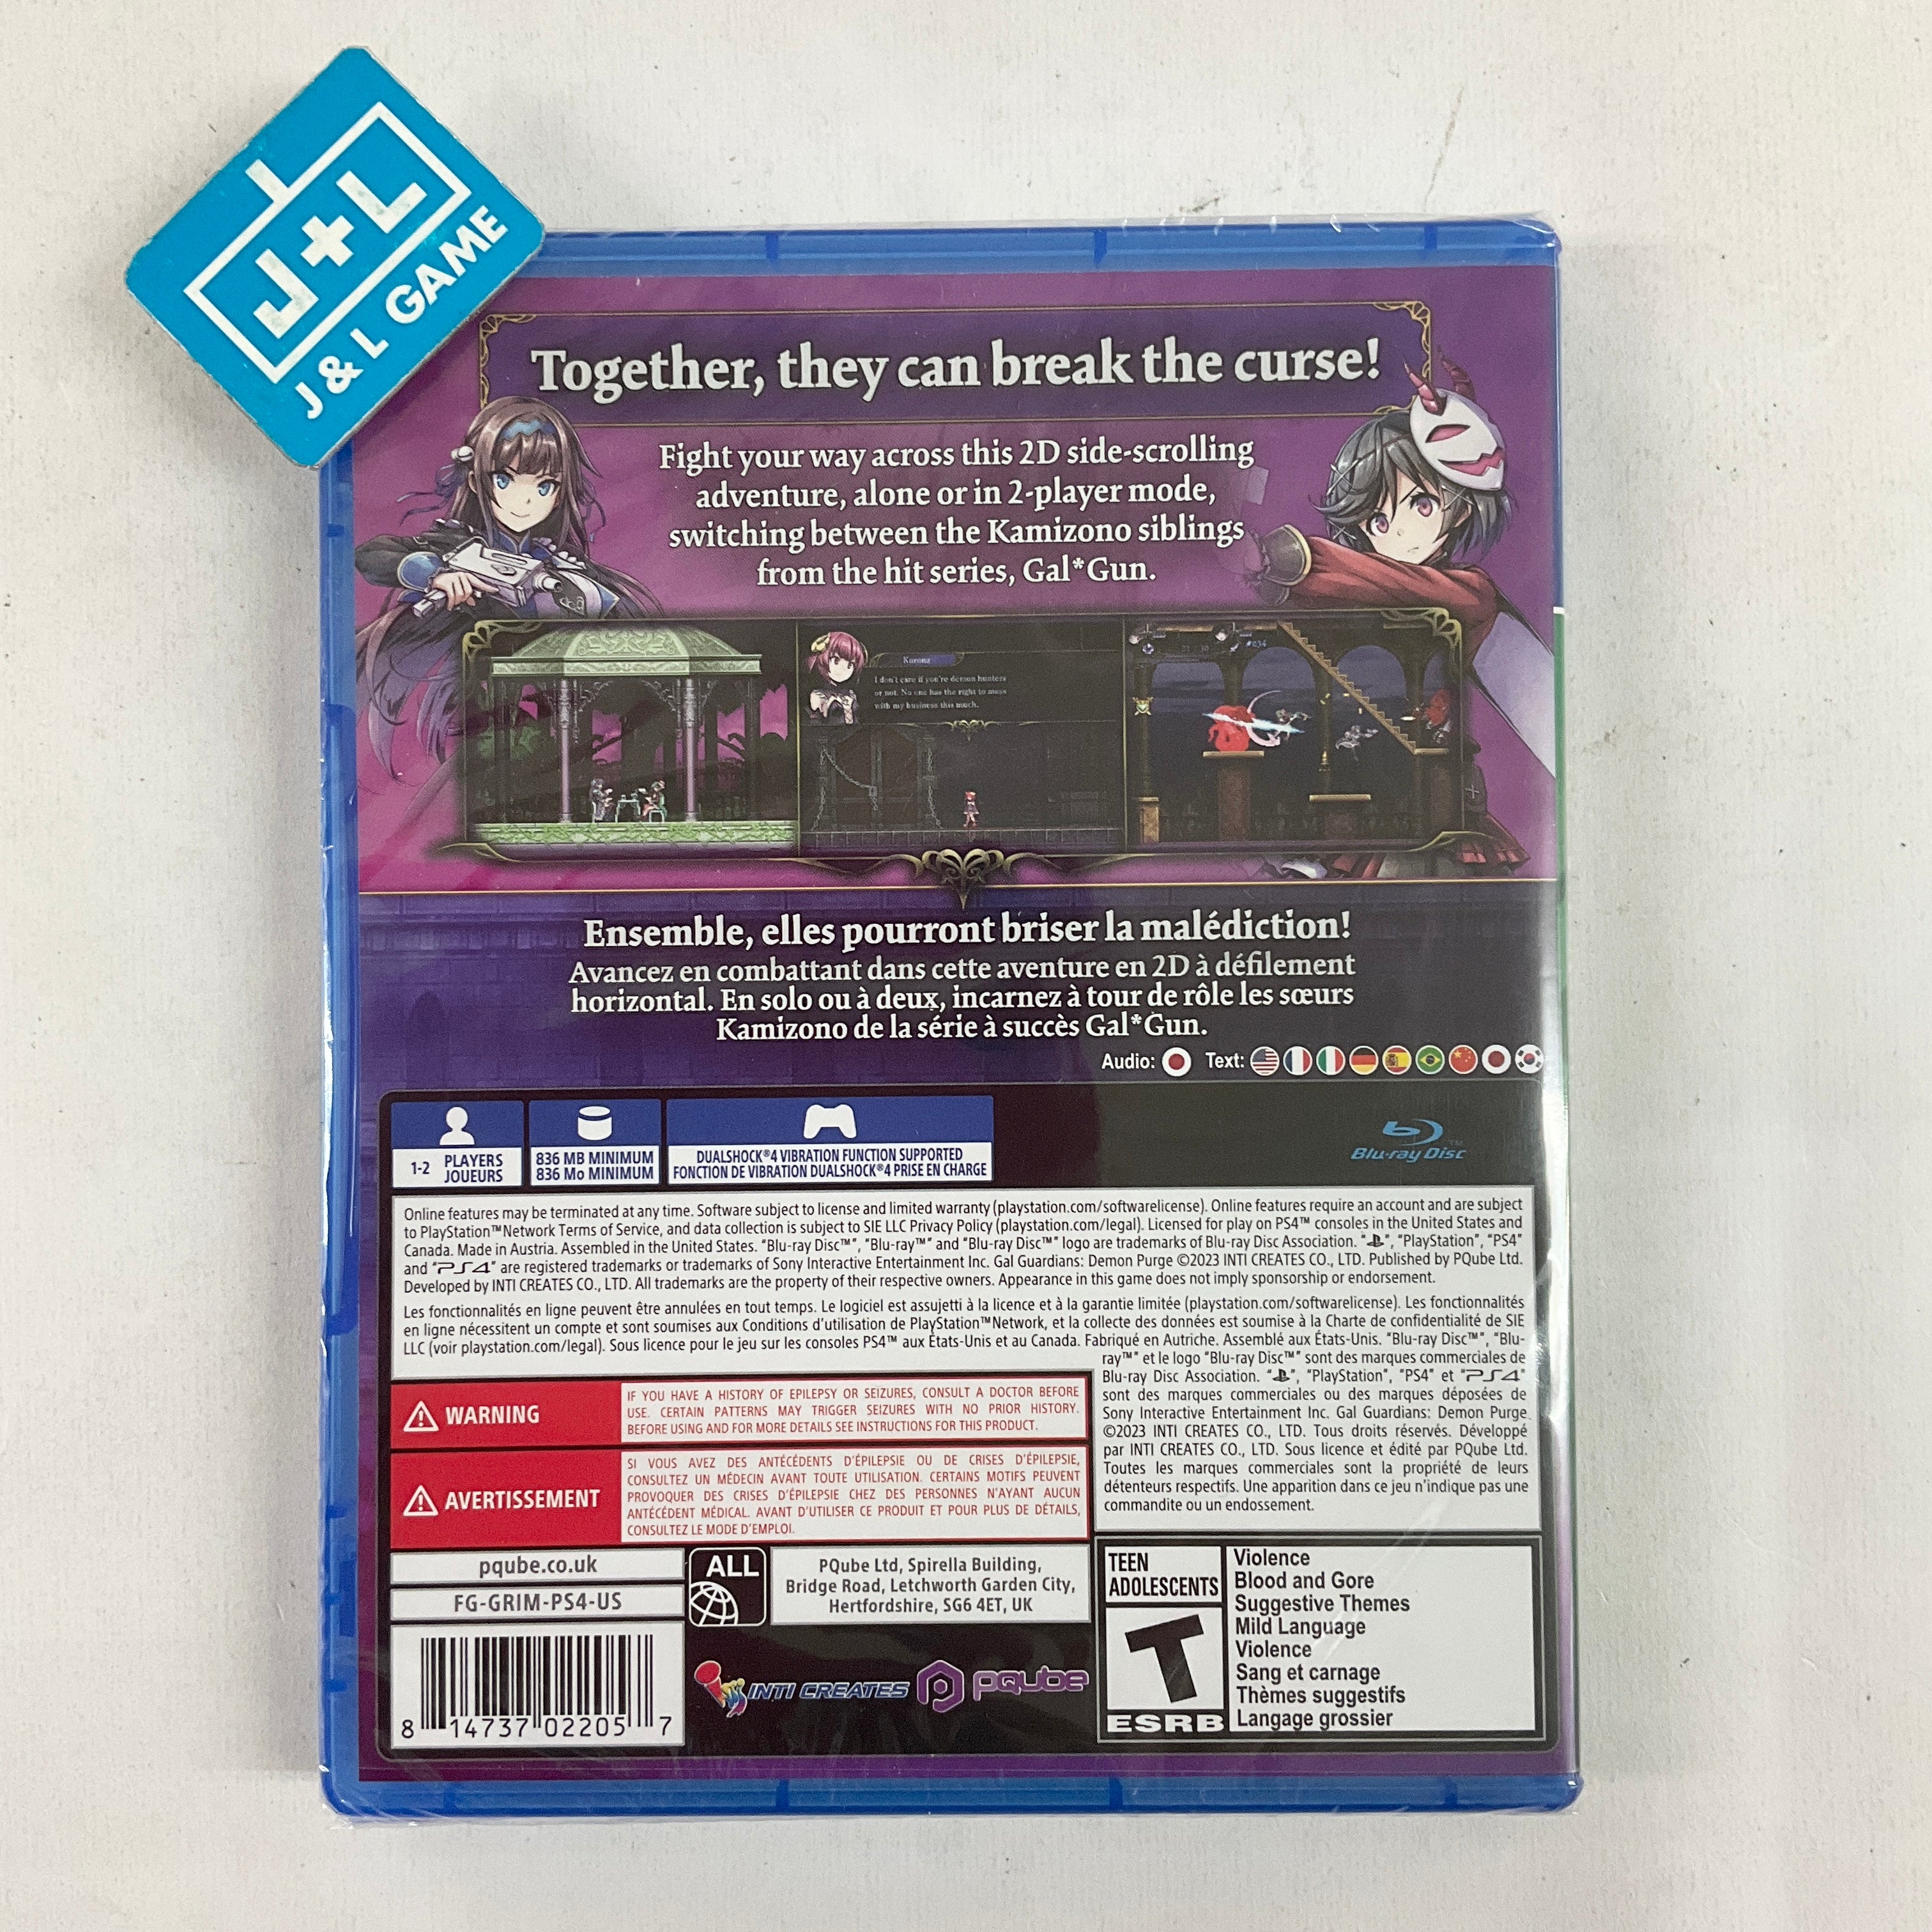 J+L
J & L GAME
Together, they can break the curse!
Fight your way across this 2D side-scrolling
adventure, alone or in 2-player mode,
switching between the Kamizono siblings
from the hit series, Gal*Gun.
Kurona
I don't care if you're demon hunters
or not. No one has the right to mess
with my business this much.
Ensemble, elles pourront briser la malédiction!
Avancez en combattant dans cette aventure en 2D à défilement
horizontal. En solo ou à deux, incarnez à tour de rôle les sœurs
Kamizono de la série à succès Gal*Gun.
Audio: Text:
1-2 PLAYERS
JOUEURS
836 MB MINIMUM
836 Mo MINIMUM
DUALSHOCK®4 VIBRATION FUNCTION SUPPORTED
FONCTION DE VIBRATION DUALSHOCK®4 PRISE EN CHARGE
Blu-ray Disc™
Online features may be terminated at any time. Software subject to license and limited warranty (playstation.com/softwarelicense). Online features require an account and are subject
to PlayStation™Network Terms of Service, and data collection is subject to SIE LLC Privacy Policy (playstation.com/legal). Licensed for play on PS4™ consoles in the United States and
Canada. Made in Austria. Assembled in the United States. "Blu-ray Disc™", "Blu-ray™" and "Blu-ray Disc™" logo are trademarks of Blu-ray Disc Association. "", "PlayStation", "PS4"
and "PS4" are registered trademarks or trademarks of Sony Interactive Entertainment Inc. Gal Guardians: Demon Purge ©2023 INTI CREATES CO., LTD. Published by PQube Ltd.
Developed by INTI CREATES CO., LTD. All trademarks are the property of their respective owners. Appearance in this game does not imply sponsorship or endorsement.
Les fonctionnalités en ligne peuvent être annulées en tout temps. Le logiciel est assujetti à la licence et à la garantie limitée (playstation.com/softwarelicense). Les fonctionnalités
en ligne nécessitent un compte et sont soumises aux Conditions d'utilisation de PlayStation™Network, et la collecte des données est soumise à la Charte de confidentialité de SIE
LLC (voir playstation.com/legal). Sous licence pour le jeu sur les consoles PS4™ aux États-Unis et au Canada. Fabriqué en Autriche. Assemblé aux États-Unis. "Blu-ray Disc™", "Blu-
ray™" et le logo "Blu-ray Disc™" sont des marques commerciales de
Blu-ray Disc Association. "", "PlayStation", "PS4" et "PS4"
sont des marques commerciales ou des marques déposées de
Sony Interactive Entertainment Inc. Gal Guardians: Demon Purge
©2023 INTI CREATES CO., LTD. Tous droits réservés. Développé
par INTI CREATES CO., LTD. Sous licence et édité par PQube Ltd.
Toutes les marques commerciales sont la propriété de leurs
détenteurs respectifs. Une apparition dans ce jeu n'indique pas une
commandite ou un endossement.
WARNING
IF YOU HAVE A HISTORY OF EPILEPSY OR SEIZURES, CONSULT A DOCTOR BEFORE
USE. CERTAIN PATTERNS MAY TRIGGER SEIZURES WITH NO PRIOR HISTORY.
BEFORE USING AND FOR MORE DETAILS SEE INSTRUCTIONS FOR THIS PRODUCT.
AVERTISSEMENT
SI VOUS AVEZ DES ANTÉCÉDENTS D'ÉPILEPSIE OU DE CRISES D'ÉPILEPSIE,
CONSULTEZ UN MÉDECIN AVANT TOUTE UTILISATION. CERTAINS MOTIFS PEUVENT
PROVOQUER DES CRISES D'ÉPILEPSIE CHEZ DES PERSONNES N'AYANT AUCUN
ANTÉCÉDENT MÉDICAL. AVANT D'UTILISER CE PRODUIT ET POUR PLUS DE DÉTAILS,
CONSULTEZ LE MODE D'EMPLOI.
pqube.co.uk
FG-GRIM-PS4-US
ALL
PQube Ltd, Spirella Building,
Bridge Road, Letchworth Garden City,
Hertfordshire, SG6 4ET, UK
8 14737 02205 7
INTI CREATES
PQube
TEEN
ADOLESCENTS
T
ESRB
Violence
Blood and Gore
Suggestive Themes
Mild Language
Violence
Sang et carnage
Thèmes suggestifs
Langage grossier